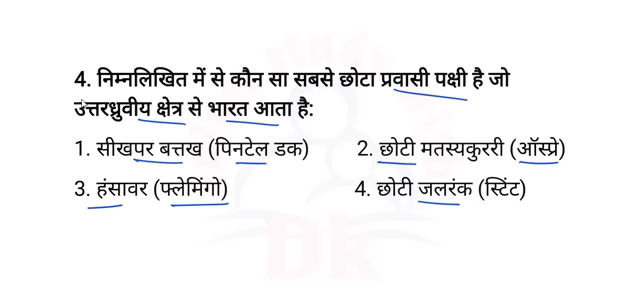 4. निम्नलिखित में से कौन सा सबसे छोटा प्रवासी पक्षी है जो
उत्तरध्रुवीय क्षेत्र से भारत आता है:
1. सीखपर बत्तख (पिनटेल डक) 2. छोटी मतस्यकुररी (ऑस्प्रे)
3. हंसावर (फ्लेमिंगो) 4. छोटी जलरंक (स्टिंट)